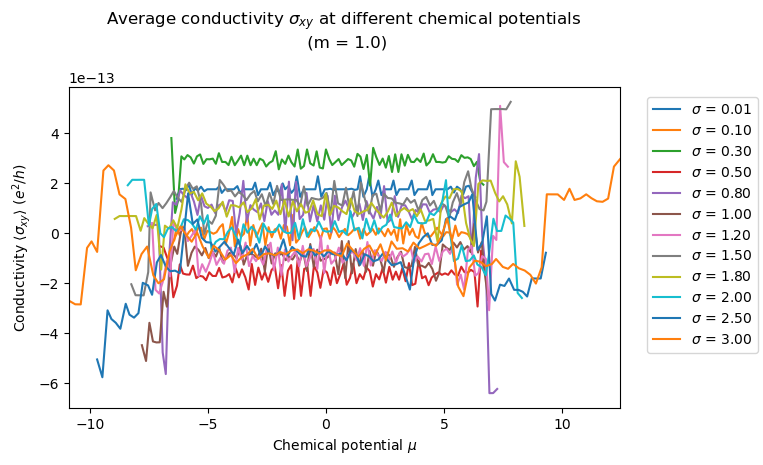 Average conductivity σxy at different chemical potentials
(m = 1.0)
1e−13
Conductivity (σxy) (e²/h)
4
2
0
−2
−4
−6
−10 −5 0 5 10
Chemical potential μ
σ = 0.01
σ = 0.10
σ = 0.30
σ = 0.50
σ = 0.80
σ = 1.00
σ = 1.20
σ = 1.50
σ = 1.80
σ = 2.00
σ = 2.50
σ = 3.00